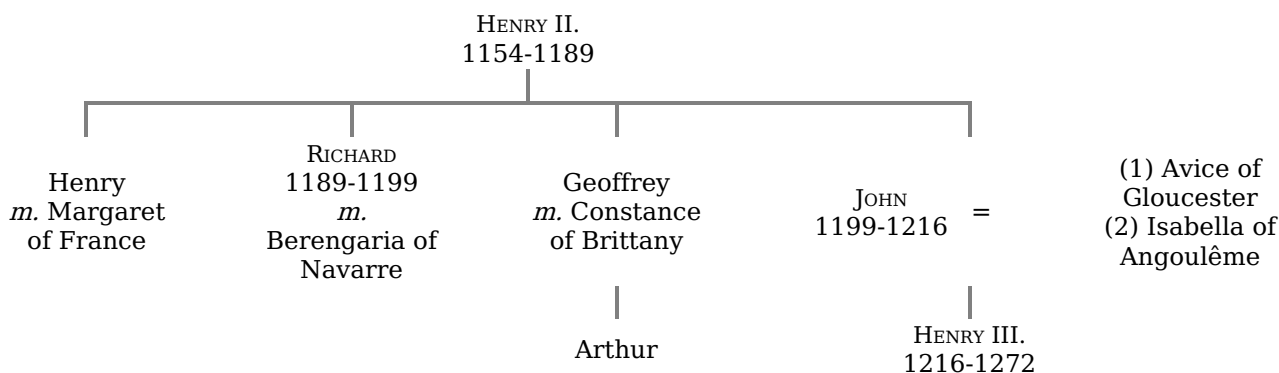 HENRY II.
1154-1189
Henry
m. Margaret
of France
RICHARD
1189-1199
m.
Berengaria of
Navarre
Geoffrey
m. Constance
of Brittany
JOHN
1199-1216
=
(1) Avice of
Gloucester
(2) Isabella of
Angoulême
Arthur
HENRY III.
1216-1272